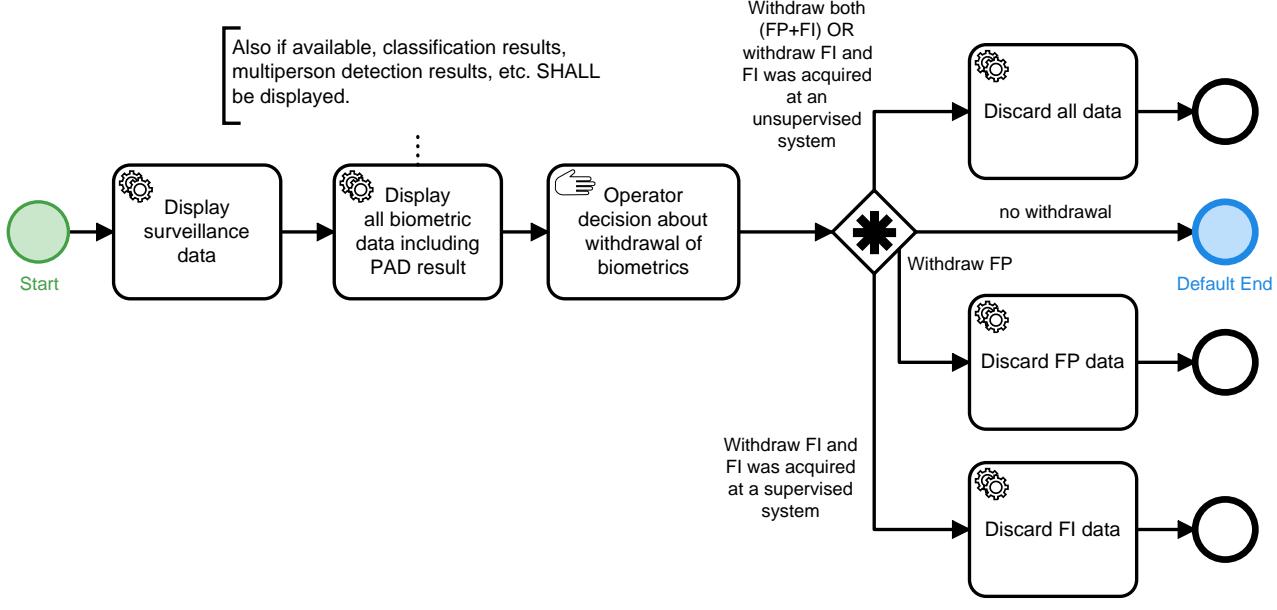 Also if available, classification results,
multiperson detection results, etc. SHALL
be displayed.
Start
Display
surveillance
data
Display
all biometric
data including
PAD result
Operator
decision about
withdrawal of
biometrics
Withdraw both
(FP+FI) OR
withdraw FI and
FI was acquired
at an
unsupervised
system
Discard all data
no withdrawal
Default End
Withdraw FP
Discard FP data
Withdraw FI and
FI was acquired
at a supervised
system
Discard FI data